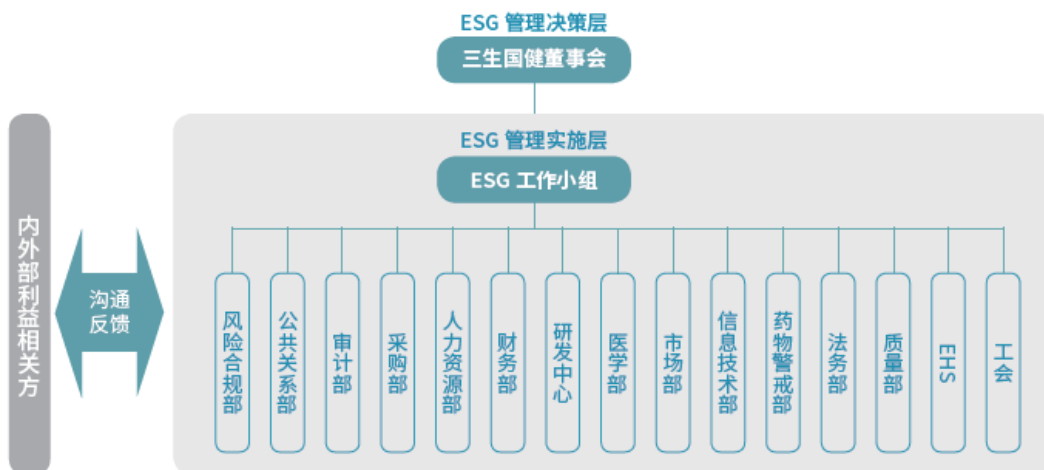 ESG 管理决策层
三生国健董事会
ESG 管理实施层
ESG 工作小组
内外部利益相关方
沟通
反馈
风险合规部
公共关系部
审计部
采购部
人力资源部
财务部
研发中心
医学部
市场部
信息技术部
药物警戒部
法务部
质量部
EHS
工会